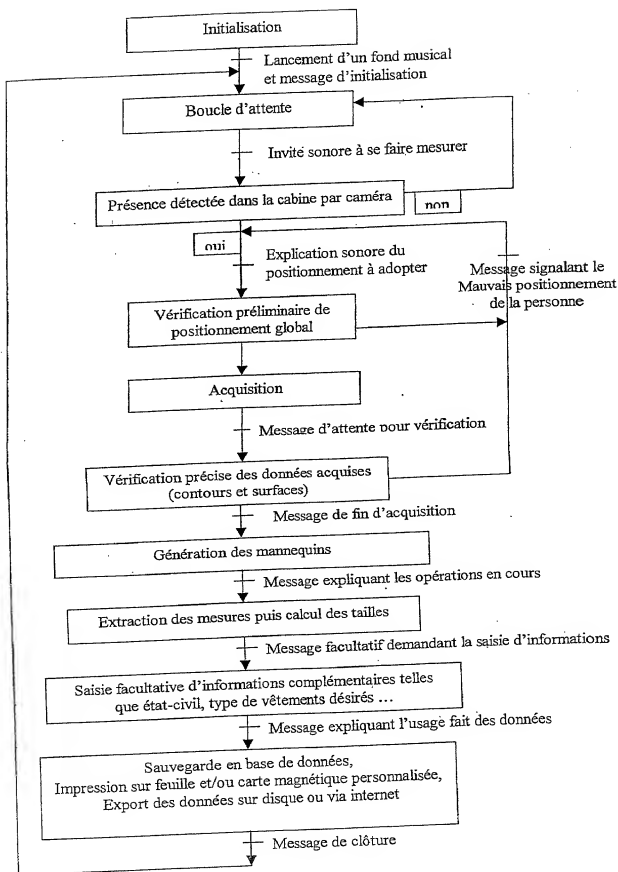 Initialisation
Lancement d'un fond musical
et message d'initialisation
Boucle d'attente
Invite sonore à se faire mesurer
Présence détectée dans la cabine par caméra
non
oui
Explication sonore du
positionnement à adopter
Message signalant le
Mauvais positionnement
de la personne
Vérification préliminaire de
positionnement global
Acquisition
Message d'attente pour vérification
Vérification précise des données acquises
(contours et surfaces)
Message de fin d'acquisition
Génération des mannequins
Message expliquant les opérations en cours
Extraction des mesures puis calcul des tailles
Message facultatif demandant la saisie d'informations
Saisie facultative d'informations complémentaires telles
que état-civil, type de vêtements désirés ...
Message expliquant l'usage fait des données
Sauvegarde en base de données,
Impression sur feuille et/ou carte magnétique personnalisée,
Export des données sur disque ou via internet
Message de clôture